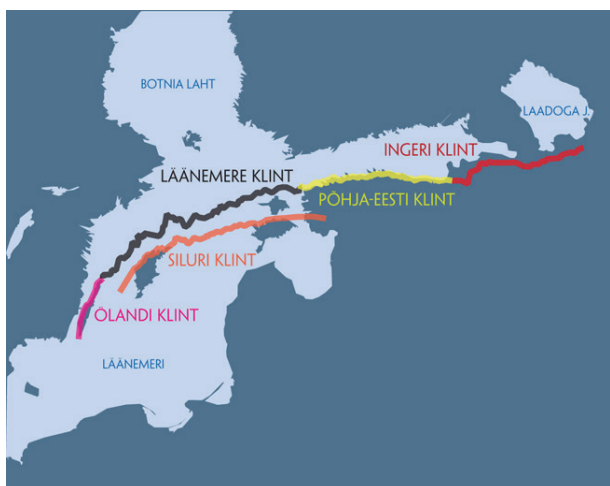 BOTNIA LAHT
LAADOGA J.
INGERI KLINT
LÄÄNEMERE KLINT
PÕHJA-EESTI KLINT
SILURI KLINT
ÖLANDI KLINT
LÄÄNEMERI